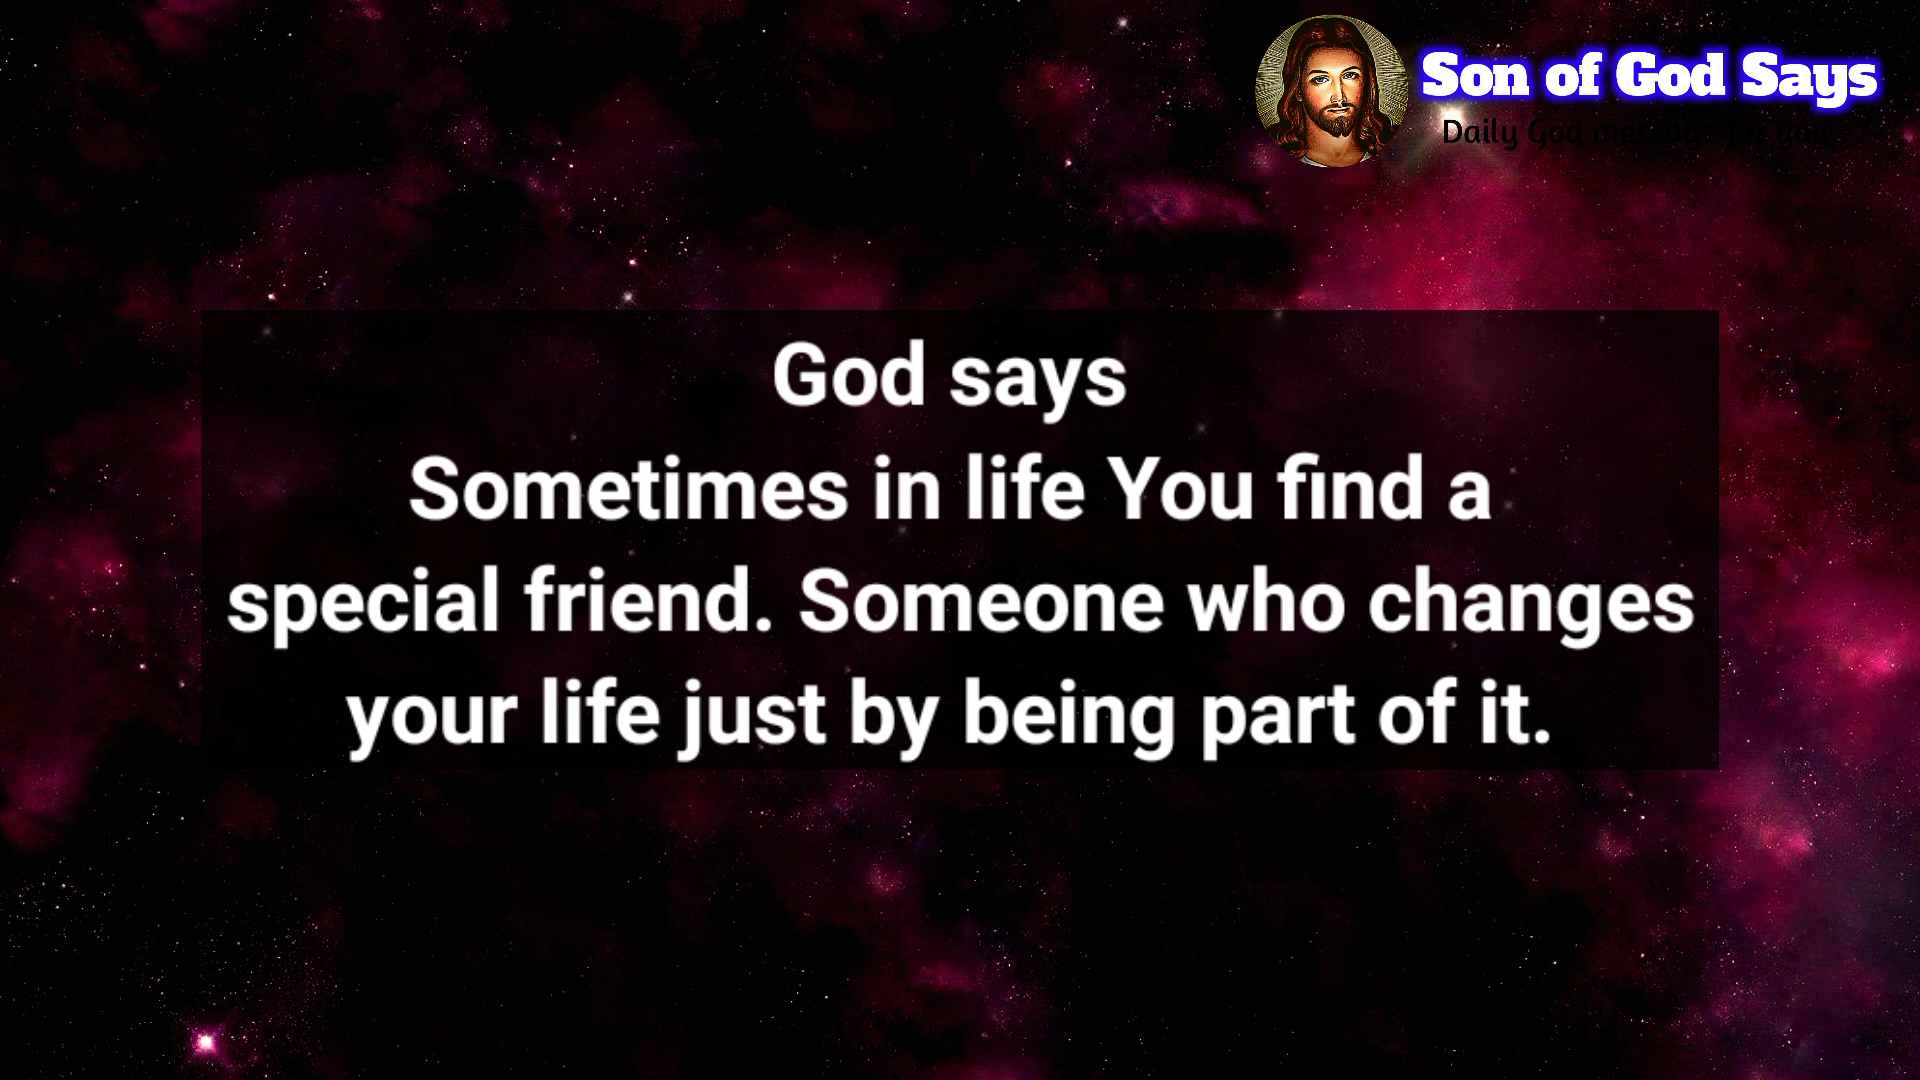 Son of God Says
Daily God message for you
God says
Sometimes in life You find a
special friend. Someone who changes
your life just by being part of it.